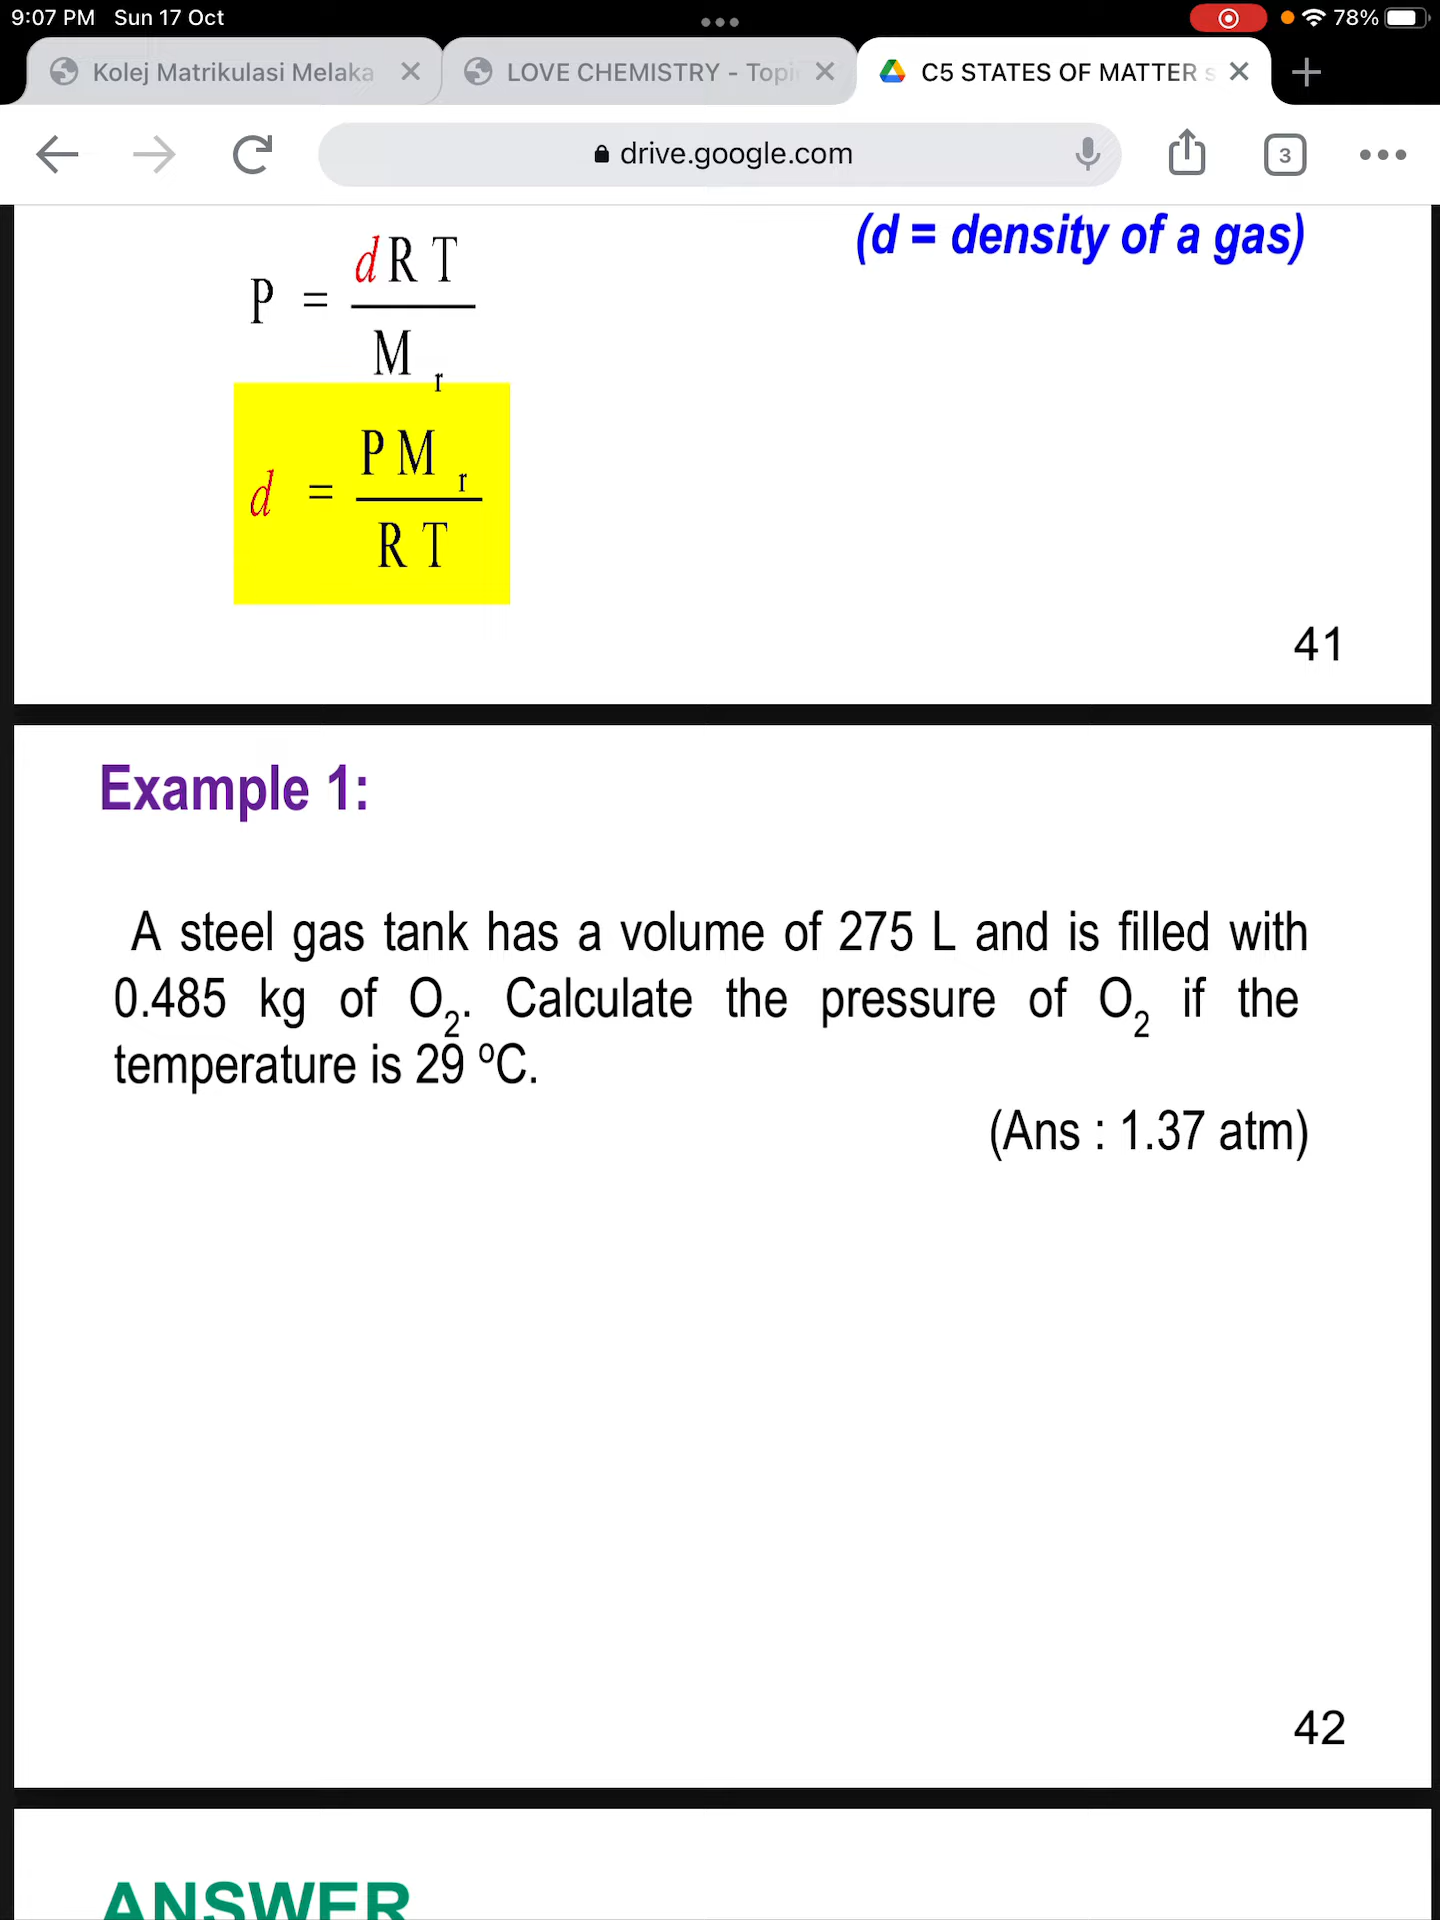 9:07 PM Sun 17 Oct
78%
Kolej Matrikulasi Melaka
LOVE CHEMISTRY - Topi
C5 STATES OF MATTER s
drive.google.com
3
(d = density of a gas)
P = dRT / M r
d = PM r / RT
41
Example 1:
A steel gas tank has a volume of 275 L and is filled with
0.485 kg of O₂. Calculate the pressure of O₂ if the
temperature is 29 ºC.
(Ans : 1.37 atm)
42
ANSWER